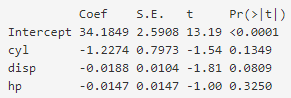 Coef S.E. t Pr(>|t|)
Intercept 34.1849 2.5908 13.19 <0.0001
cyl -1.2274 0.7973 -1.54 0.1349
disp -0.0188 0.0104 -1.81 0.0809
hp -0.0147 0.0147 -1.00 0.3250